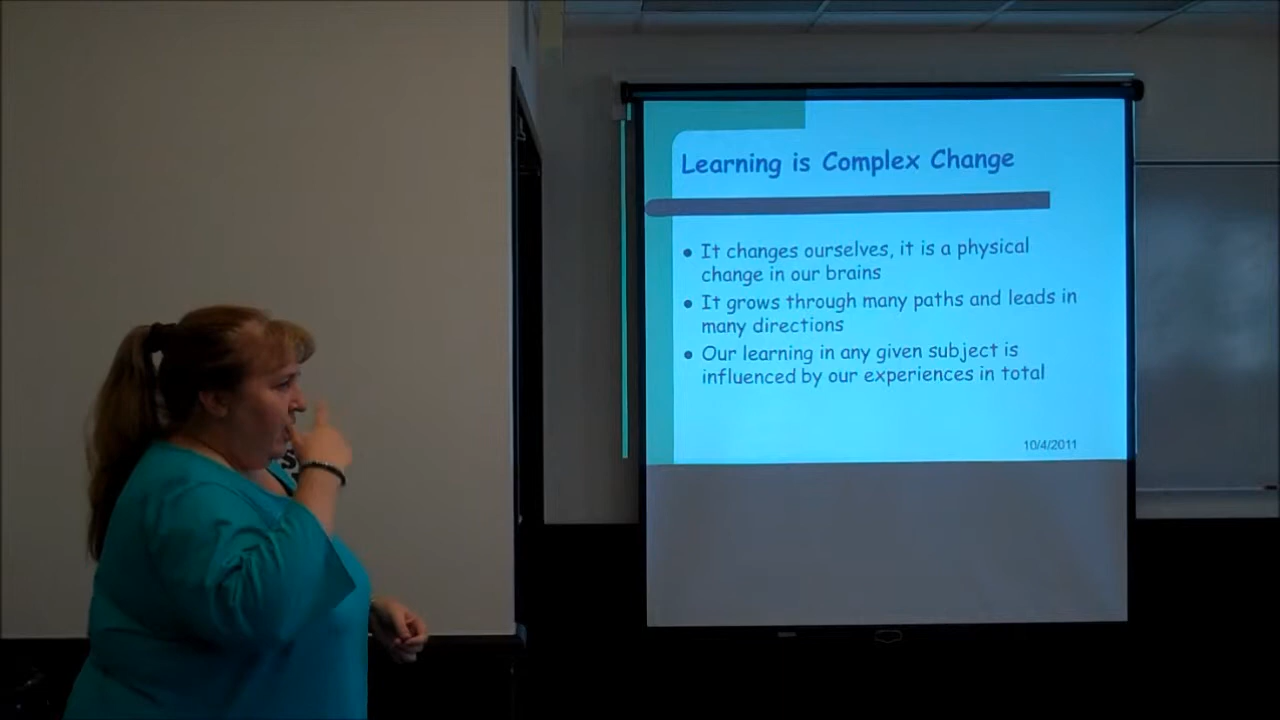 Learning is Complex Change
• It changes ourselves, it is a physical
change in our brains
• It grows through many paths and leads in
many directions
• Our learning in any given subject is
influenced by our experiences in total
10/4/2011